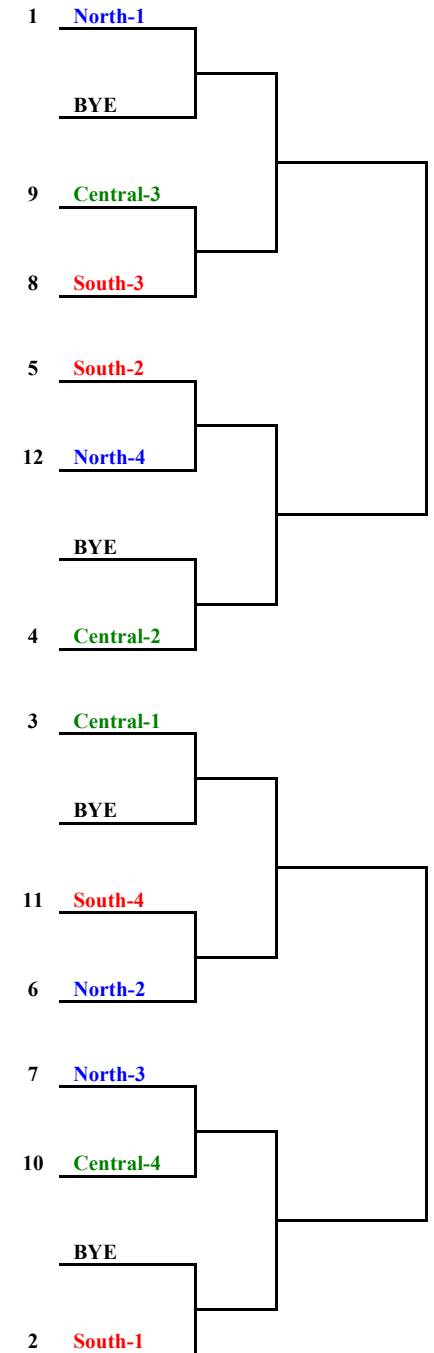 1 North-1
BYE
9 Central-3
8 South-3
5 South-2
12 North-4
BYE
4 Central-2
3 Central-1
BYE
11 South-4
6 North-2
7 North-3
10 Central-4
BYE
2 South-1